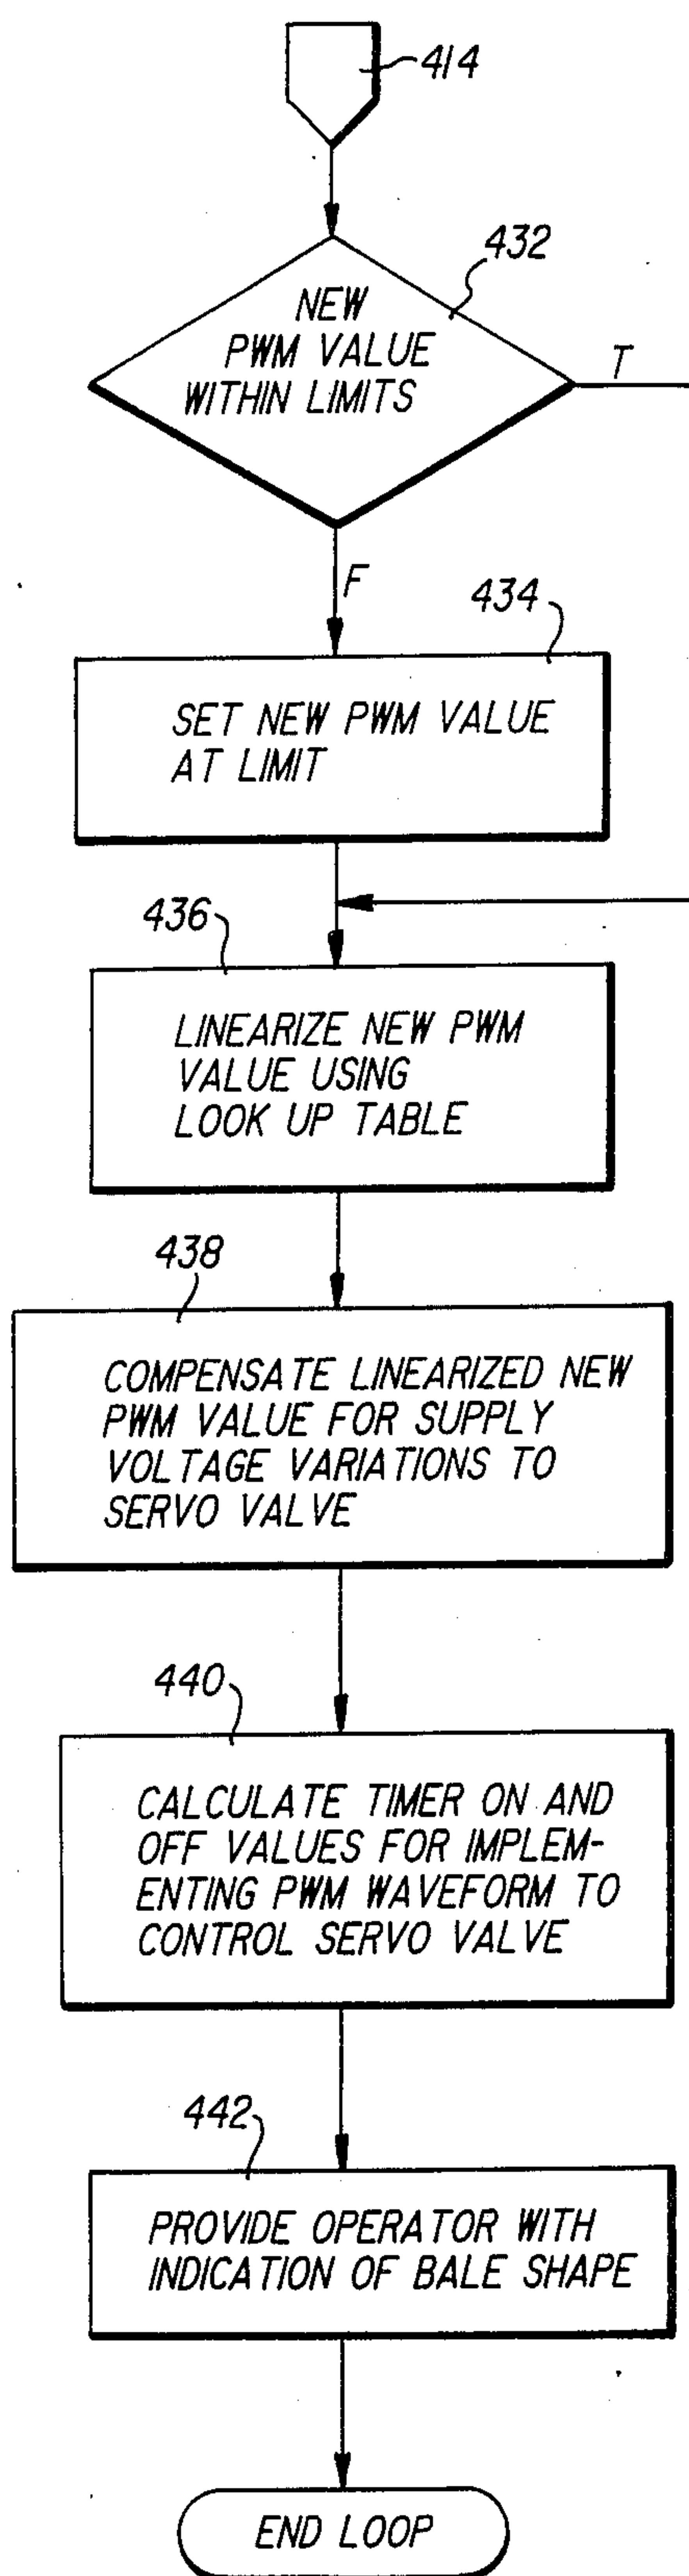 414
432
NEW
PWM VALUE
WITHIN LIMITS
T
F
434
SET NEW PWM VALUE
AT LIMIT
436
LINEARIZE NEW PWM
VALUE USING
LOOK UP TABLE
438
COMPENSATE LINEARIZED NEW
PWM VALUE FOR SUPPLY
VOLTAGE VARIATIONS TO
SERVO VALVE
440
CALCULATE TIMER ON AND
OFF VALUES FOR IMPLEM-
ENTING PWM WAVEFORM TO
CONTROL SERVO VALVE
442
PROVIDE OPERATOR WITH
INDICATION OF BALE SHAPE
END LOOP